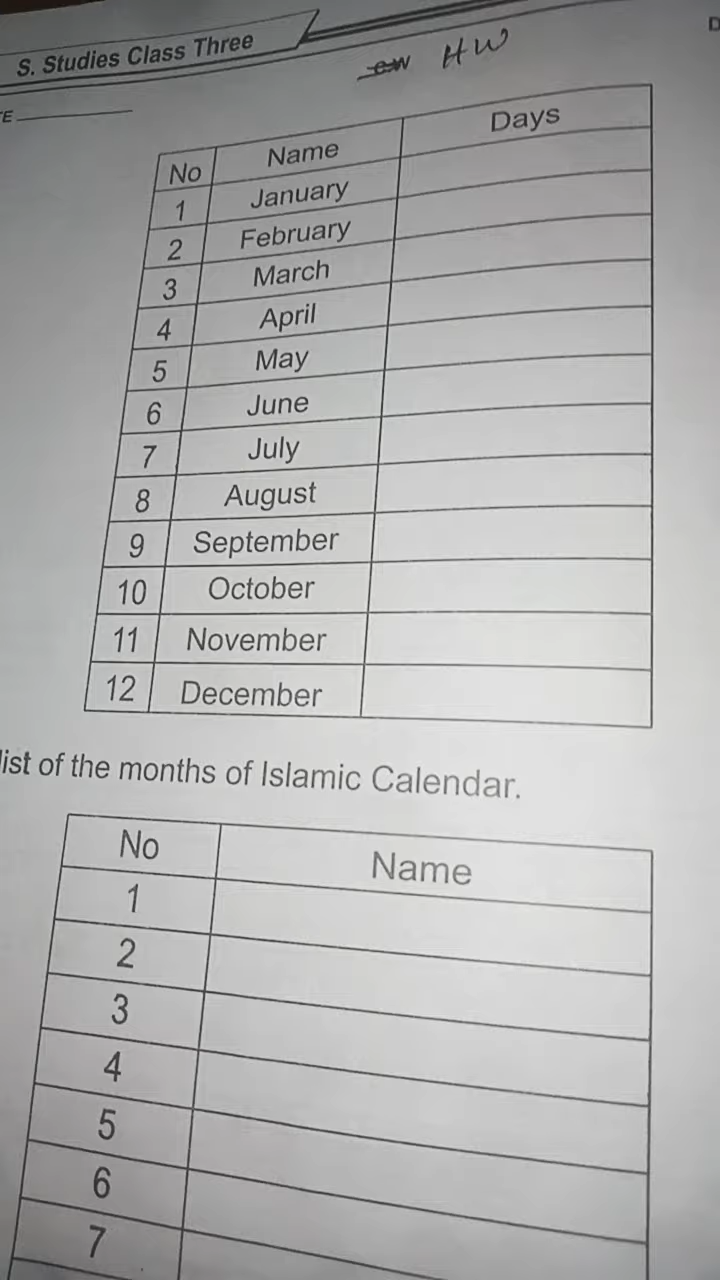 S. Studies Class Three
HW
No Name Days
1 January
2 February
3 March
4 April
5 May
6 June
7 July
8 August
9 September
10 October
11 November
12 December
list of the months of Islamic Calendar.
No Name
1
2
3
4
5
6
7